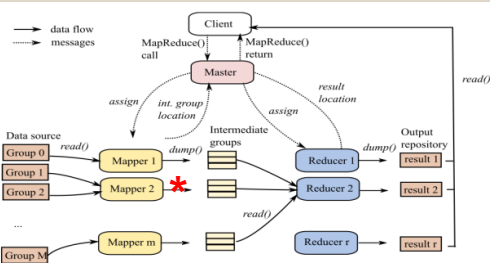 data flow
messages
Client
MapReduce()
call
MapReduce()
return
Master
read()
assign
int. group
location
assign
result
location
Data source
read()
Intermediate
groups
dump()
Output
repository
Group 0
Group 1
Group 2
...
Group M
Mapper 1
dump()
Mapper 2
*
Mapper m
read()
Reducer 1
Reducer 2
Reducer r
result 1
result 2
result r